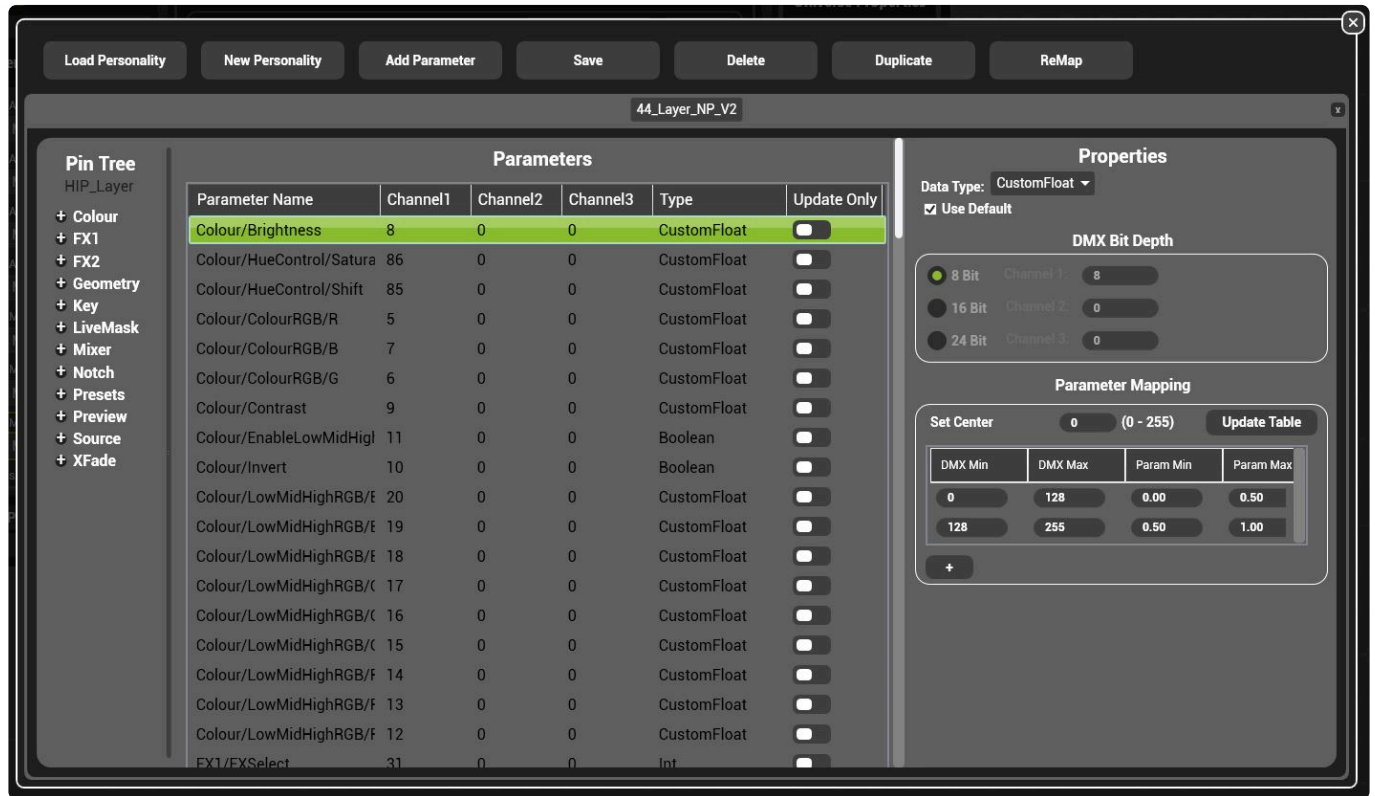 Load Personality New Personality Add Parameter Save Delete Duplicate ReMap
44_Layer_NP_V2
Pin Tree
HIP_Layer
+ Colour
+ FX1
+ FX2
+ Geometry
+ Key
+ LiveMask
+ Mixer
+ Notch
+ Presets
+ Preview
+ Source
+ XFade
Parameters
Parameter Name Channel1 Channel2 Channel3 Type Update Only
Colour/Brightness 8 0 0 CustomFloat
Colour/HueControl/Satura 86 0 0 CustomFloat
Colour/HueControl/Shift 85 0 0 CustomFloat
Colour/ColourRGB/R 5 0 0 CustomFloat
Colour/ColourRGB/B 7 0 0 CustomFloat
Colour/ColourRGB/G 6 0 0 CustomFloat
Colour/Contrast 9 0 0 CustomFloat
Colour/EnableLowMidHigh 11 0 0 Boolean
Colour/Invert 10 0 0 Boolean
Colour/LowMidHighRGB/ 20 0 0 CustomFloat
Colour/LowMidHighRGB/ 19 0 0 CustomFloat
Colour/LowMidHighRGB/ 18 0 0 CustomFloat
Colour/LowMidHighRGB/ 17 0 0 CustomFloat
Colour/LowMidHighRGB/ 16 0 0 CustomFloat
Colour/LowMidHighRGB/ 15 0 0 CustomFloat
Colour/LowMidHighRGB/ 14 0 0 CustomFloat
Colour/LowMidHighRGB/ 13 0 0 CustomFloat
Colour/LowMidHighRGB/ 12 0 0 CustomFloat
FX1/FXSelect 31 0 0 Int
Properties
Data Type: CustomFloat
Use Default
DMX Bit Depth
8 Bit Channel 1: 8
16 Bit Channel 2: 0
24 Bit Channel 3: 0
Parameter Mapping
Set Center 0 (0 - 255) Update Table
DMX Min DMX Max Param Min Param Max
0 128 0.00 0.50
128 255 0.50 1.00
+